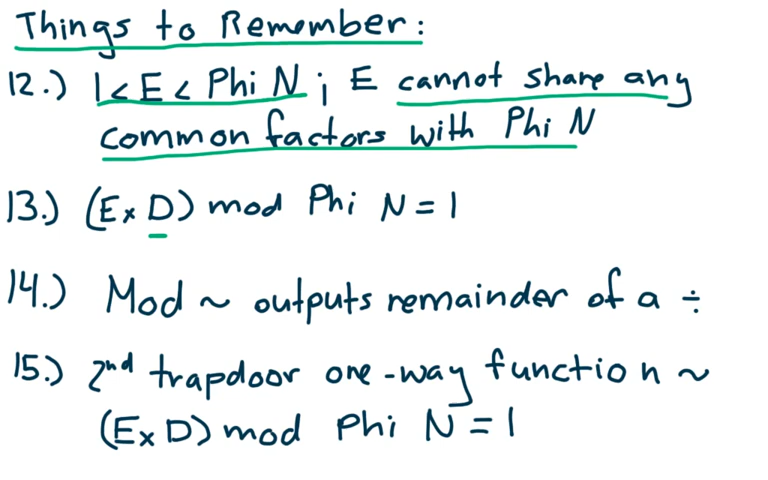 Things to Remember:
12.) 1 < E < Phi N ; E cannot share any
common factors with Phi N
13.) (E x D) mod Phi N = 1
14.) Mod ~ outputs remainder of a ÷
15.) 2nd trapdoor one-way function ~
(E x D) mod Phi N = 1